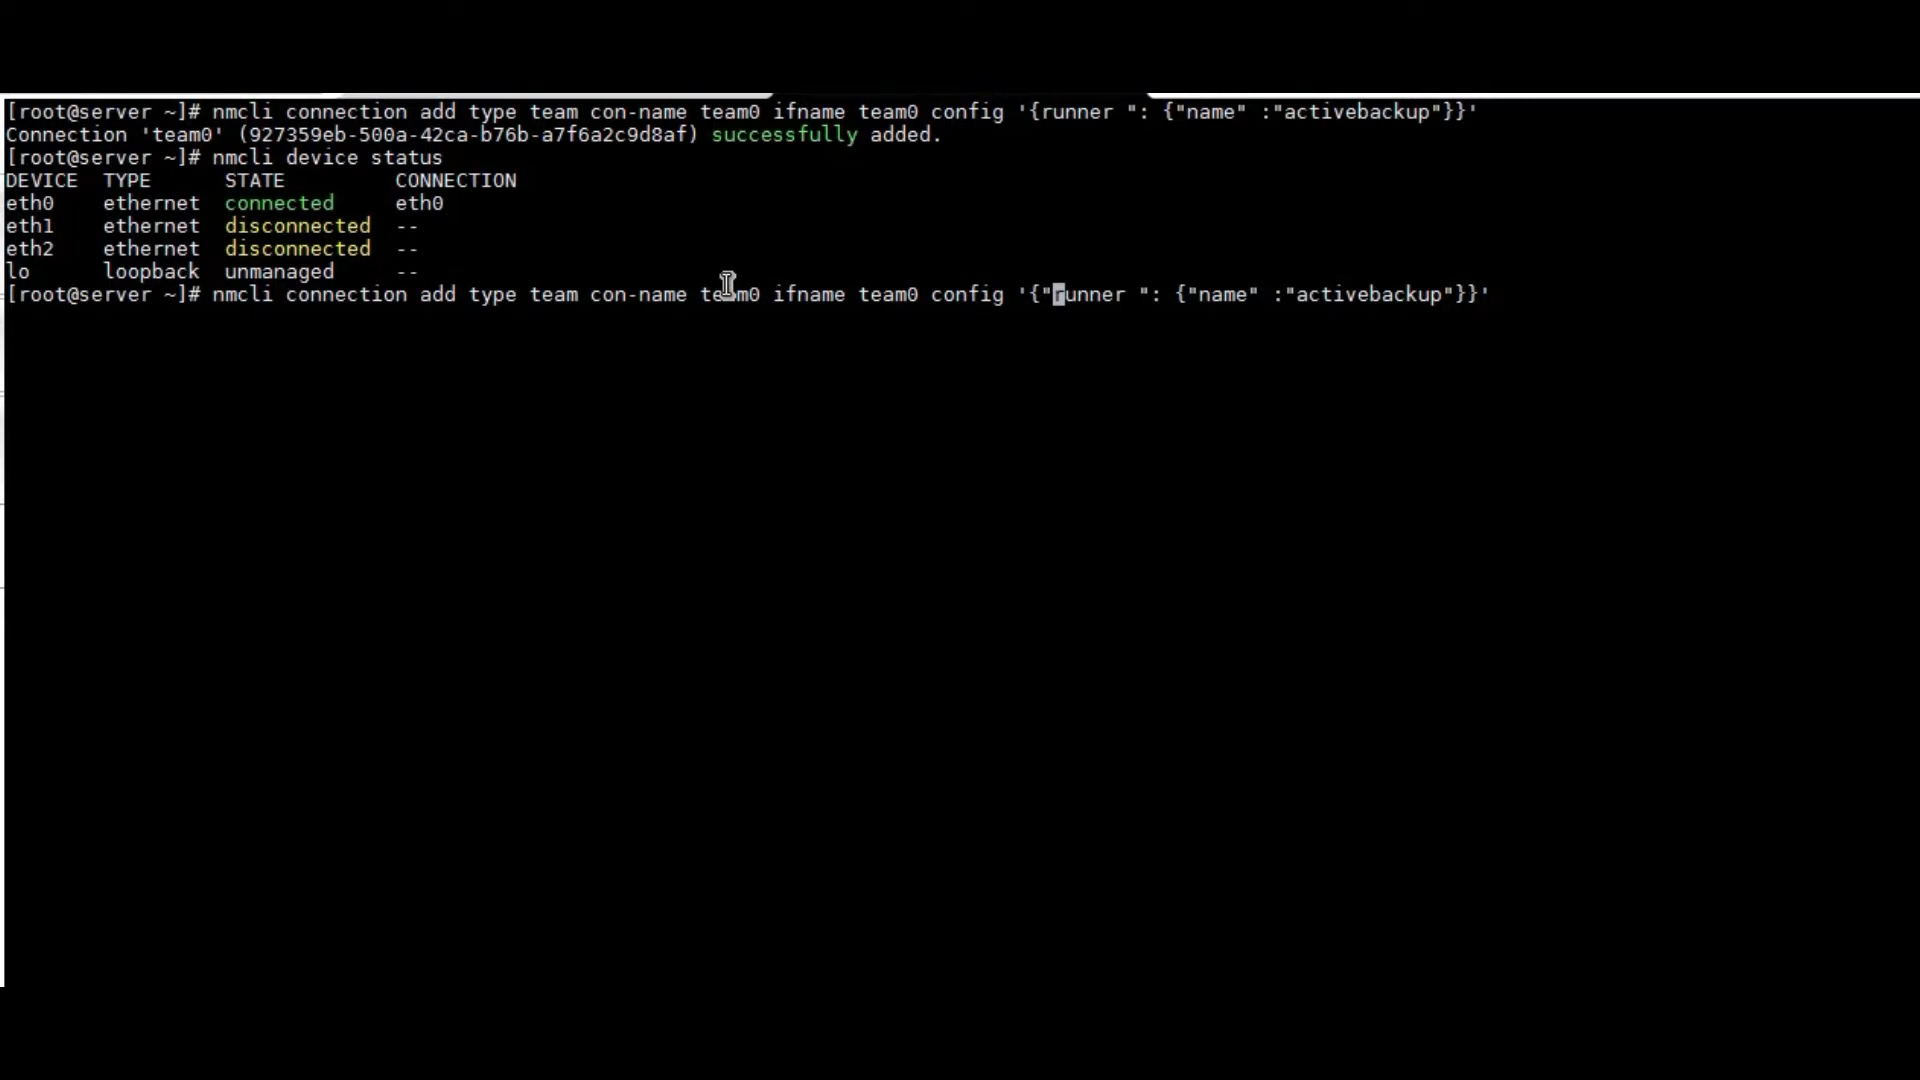 [root@server ~]# nmcli connection add type team con-name team0 ifname team0 config '{runner ": {"name" :"activebackup"}}'
Connection 'team0' (927359eb-500a-42ca-b76b-a7f6a2c9d8af) successfully added.
[root@server ~]# nmcli device status
DEVICE  TYPE      STATE         CONNECTION
eth0    ethernet  connected     eth0
eth1    ethernet  disconnected  --
eth2    ethernet  disconnected  --
lo      loopback  unmanaged     --
[root@server ~]# nmcli connection add type team con-name team0 ifname team0 config '{"runner ": {"name" :"activebackup"}}'